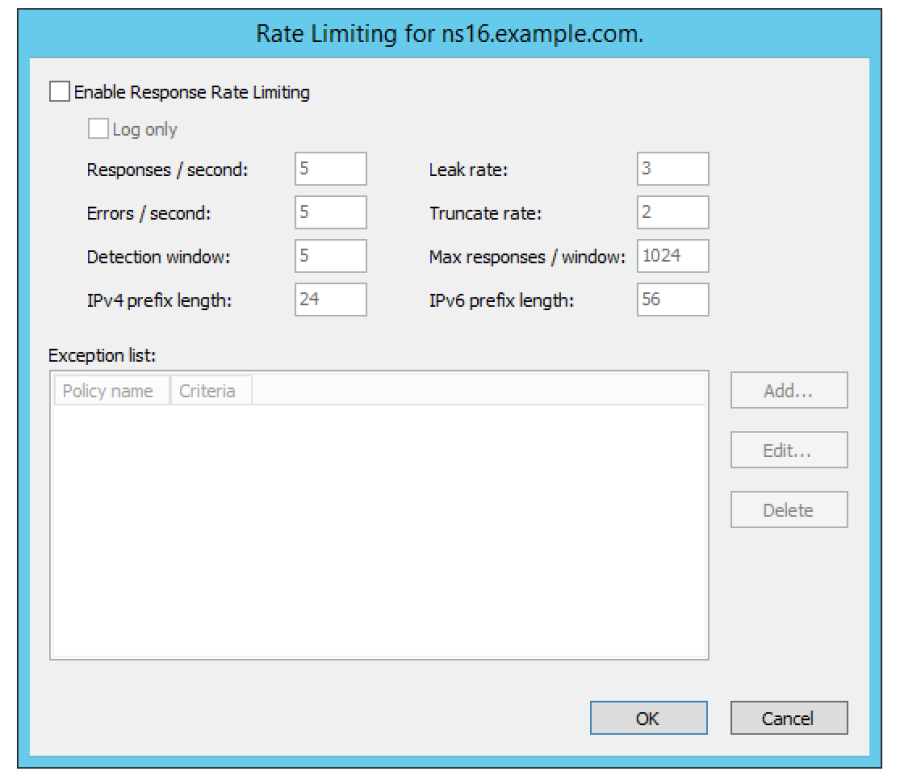 Rate Limiting for ns16.example.com.
Enable Response Rate Limiting
Log only
Responses / second: 5 Leak rate: 3
Errors / second: 5 Truncate rate: 2
Detection window: 5 Max responses / window: 1024
IPv4 prefix length: 24 IPv6 prefix length: 56
Exception list:
Policy name Criteria
Add...
Edit...
Delete
OK Cancel